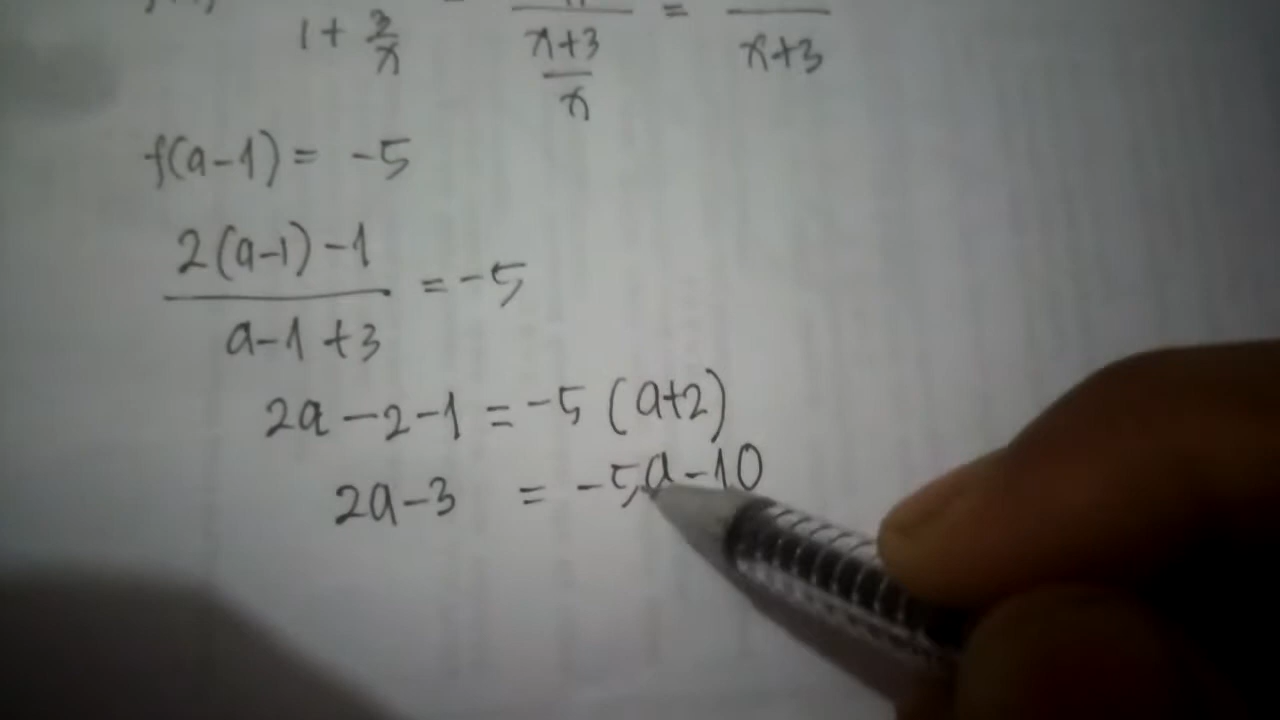 1 + 3/x = x+3/x = x+3
f(a-1) = -5
2(a-1) -1 / a-1+3 = -5
2a -2-1 = -5 (a+2)
2a-3 = -5a-10